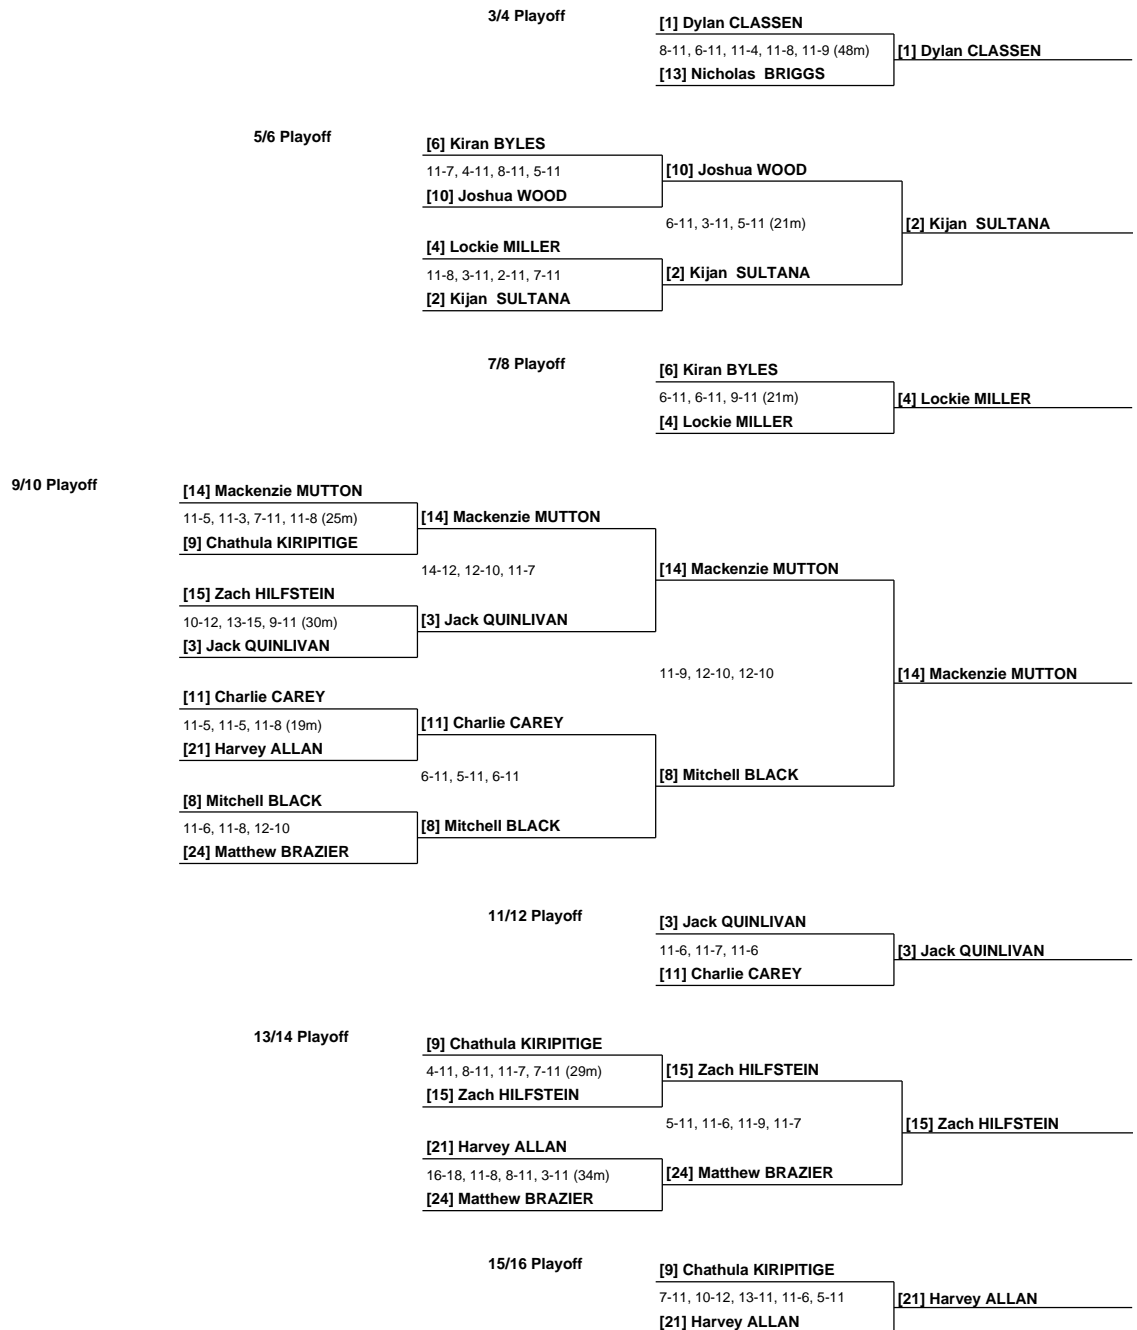 3/4 Playoff
[1] Dylan CLASSEN
8-11, 6-11, 11-4, 11-8, 11-9 (48m)
[1] Dylan CLASSEN
[13] Nicholas  BRIGGS
5/6 Playoff
[6] Kiran BYLES
11-7, 4-11, 8-11, 5-11
[10] Joshua WOOD
[10] Joshua WOOD
6-11, 3-11, 5-11 (21m)
[2] Kijan  SULTANA
[4] Lockie MILLER
11-8, 3-11, 2-11, 7-11
[2] Kijan  SULTANA
[2] Kijan  SULTANA
7/8 Playoff
[6] Kiran BYLES
6-11, 6-11, 9-11 (21m)
[4] Lockie MILLER
[4] Lockie MILLER
9/10 Playoff
[14] Mackenzie MUTTON
11-5, 11-3, 7-11, 11-8 (25m)
[14] Mackenzie MUTTON
[9] Chathula KIRIPITIGE
14-12, 12-10, 11-7
[14] Mackenzie MUTTON
[15] Zach HILFSTEIN
10-12, 13-15, 9-11 (30m)
[3] Jack QUINLIVAN
[3] Jack QUINLIVAN
11-9, 12-10, 12-10
[14] Mackenzie MUTTON
[11] Charlie CAREY
11-5, 11-5, 11-8 (19m)
[11] Charlie CAREY
[21] Harvey ALLAN
6-11, 5-11, 6-11
[8] Mitchell BLACK
[8] Mitchell BLACK
11-6, 11-8, 12-10
[8] Mitchell BLACK
[24] Matthew BRAZIER
11/12 Playoff
[3] Jack QUINLIVAN
11-6, 11-7, 11-6
[3] Jack QUINLIVAN
[11] Charlie CAREY
13/14 Playoff
[9] Chathula KIRIPITIGE
4-11, 8-11, 11-7, 7-11 (29m)
[15] Zach HILFSTEIN
[15] Zach HILFSTEIN
5-11, 11-6, 11-9, 11-7
[15] Zach HILFSTEIN
[21] Harvey ALLAN
16-18, 11-8, 8-11, 3-11 (34m)
[24] Matthew BRAZIER
[24] Matthew BRAZIER
15/16 Playoff
[9] Chathula KIRIPITIGE
7-11, 10-12, 13-11, 11-6, 5-11
[21] Harvey ALLAN
[21] Harvey ALLAN